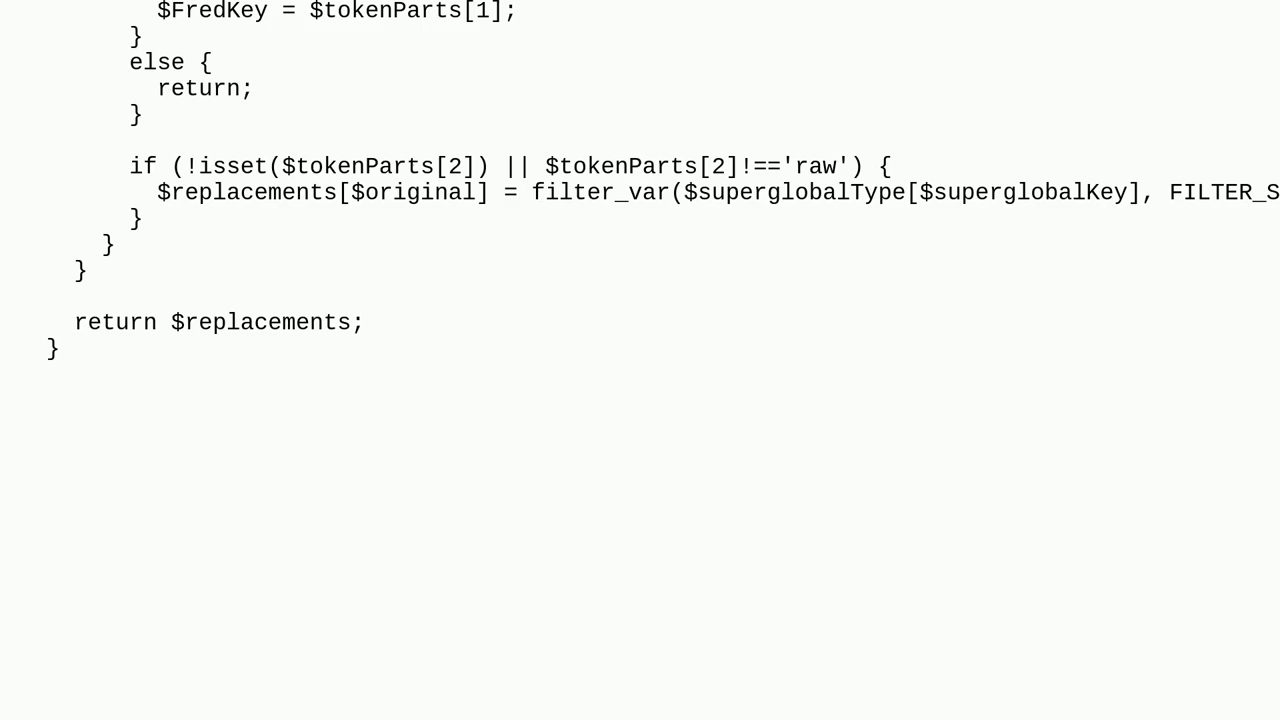 $FredKey = $tokenParts[1];
}
else {
return;
}
if (!isset($tokenParts[2]) || $tokenParts[2]!=='raw') {
$replacements[$original] = filter_var($superglobalType[$superglobalKey], FILTER_S
}
}
}
return $replacements;
}